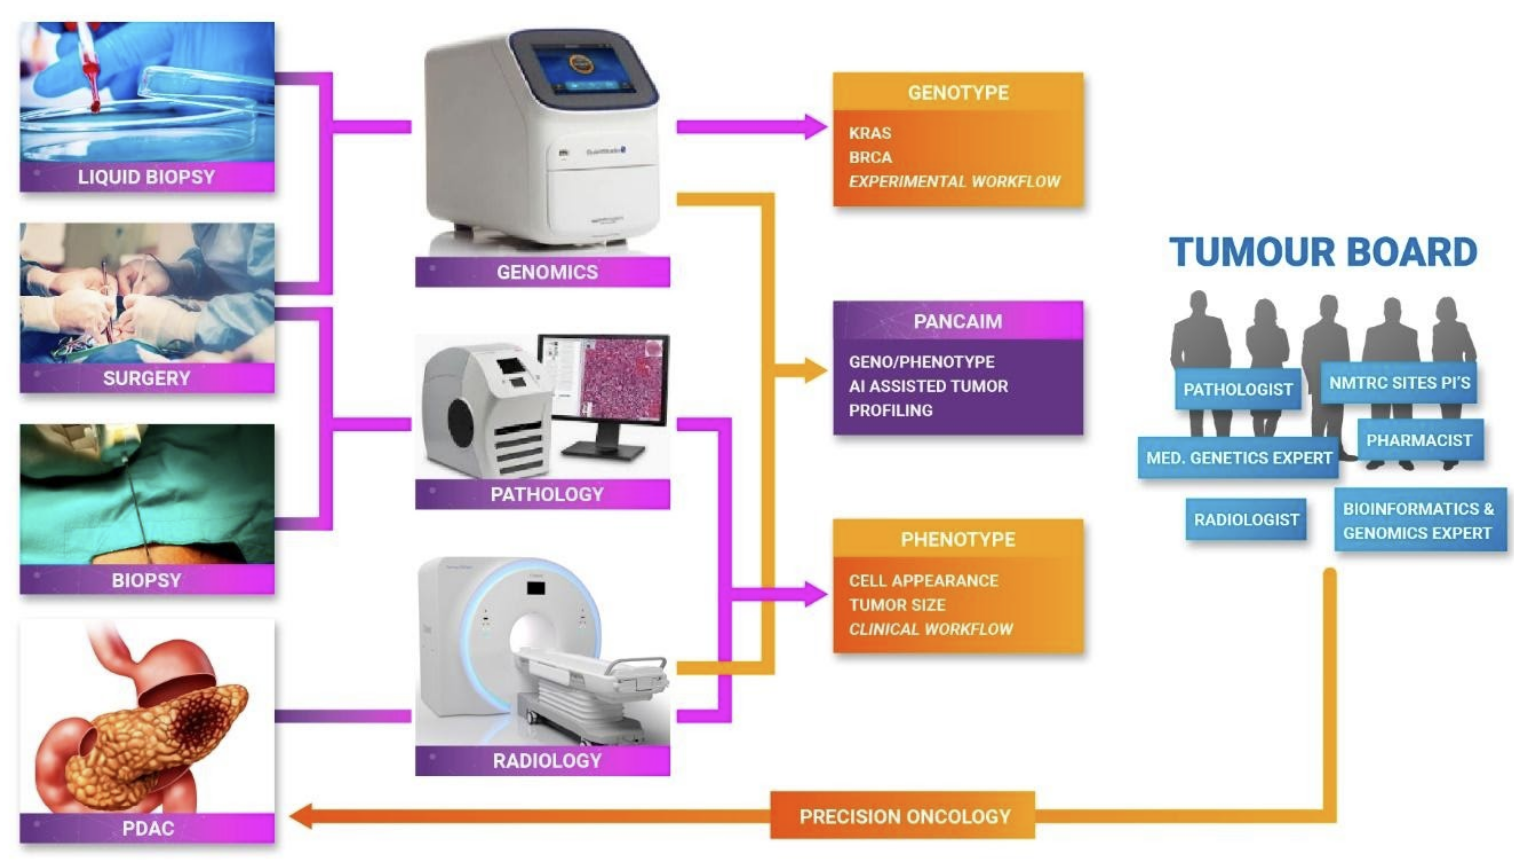 LIQUID BIOPSY
SURGERY
BIOPSY
PDAC
GENOMICS
PATHOLOGY
RADIOLOGY
GENOTYPE
KRAS
BRCA
EXPERIMENTAL WORKFLOW
PANCAIM
GENO/PHENOTYPE
AI ASSISTED TUMOR
PROFILING
PHENOTYPE
CELL APPEARANCE
TUMOR SIZE
CLINICAL WORKFLOW
TUMOUR BOARD
PATHOLOGIST
NMTRC SITES PI'S
PHARMACIST
MED. GENETICS EXPERT
RADIOLOGIST
BIOINFORMATICS &
GENOMICS EXPERT
PRECISION ONCOLOGY